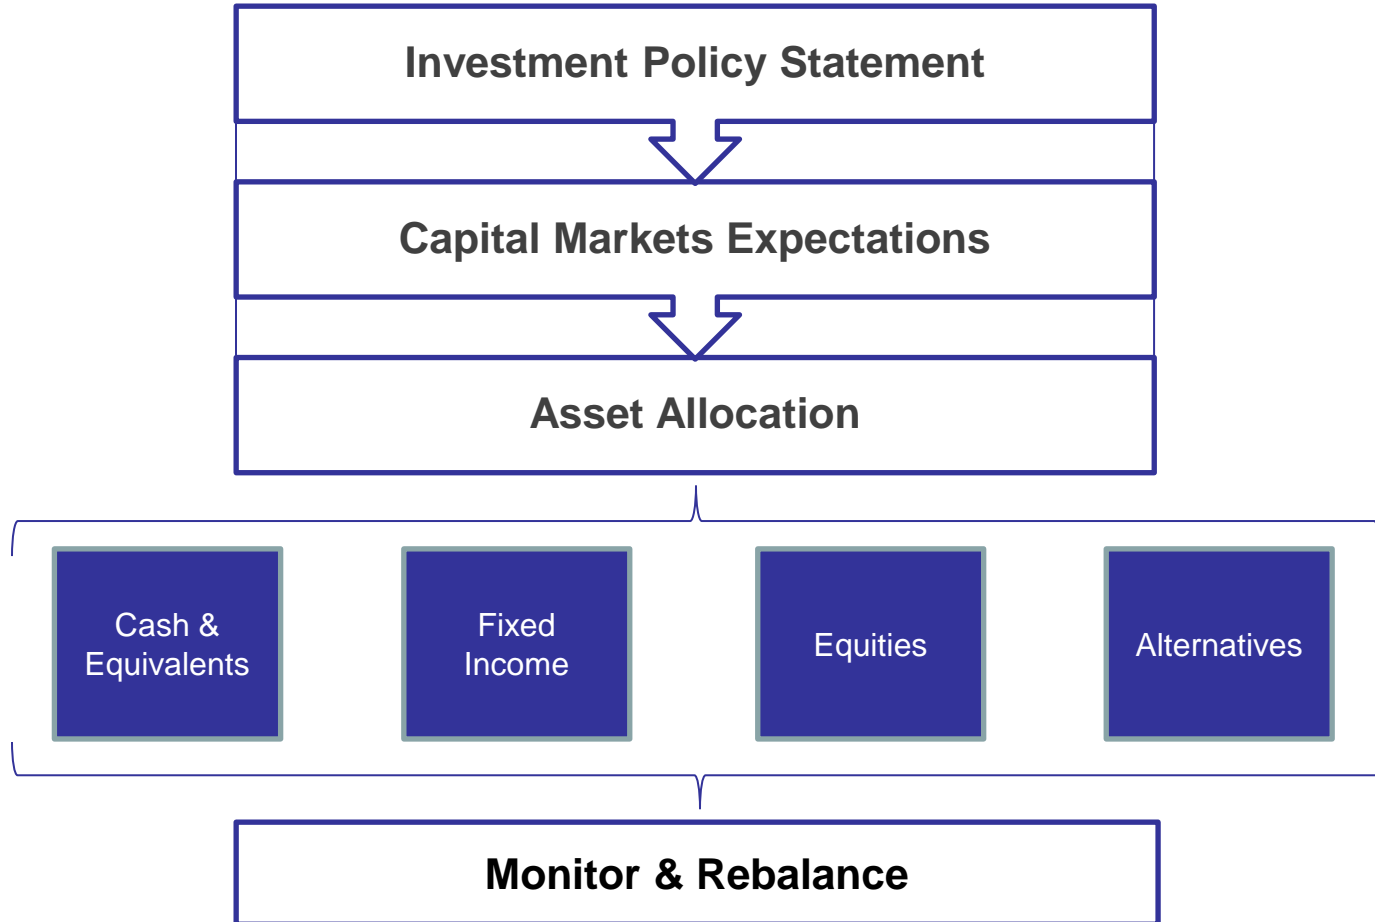 Investment Policy Statement
Capital Markets Expectations
Asset Allocation
Cash &
Equivalents
Fixed
Income
Equities
Alternatives
Monitor & Rebalance